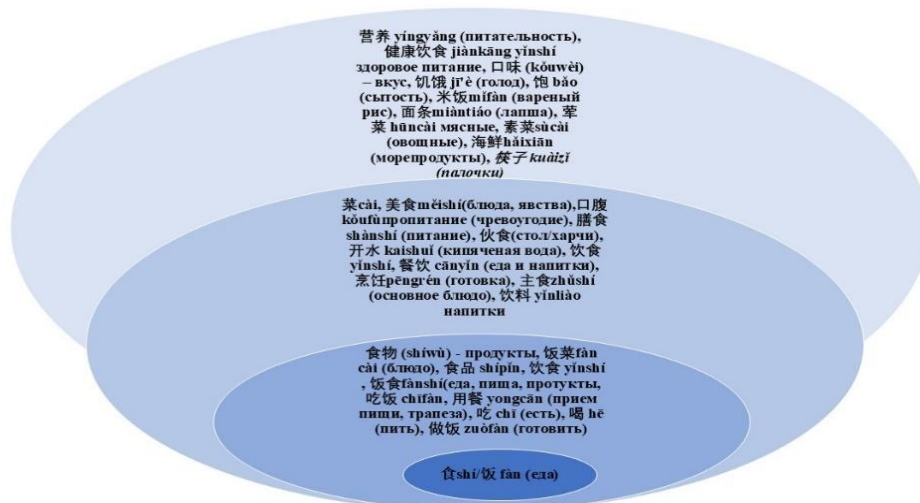 营养 yíngyǎng (питательность),
健康饮食 jiànkāng yǐnshí
здоровое питание, 口味 (kǒuwèi)
– вкус, 饥饿 jī'è (голод), 饱 bǎo
(сытость), 米饭mǐfàn (вареный
рис), 面条miàntiáo (лапша), 荤
菜 hūncài мясные, 素菜sùcài
(овощные), 海鲜hǎixiān
(морепродукты), 筷子 kuàizǐ
(палочки)
菜cài, 美食měishí(блюда, явства),口腹
kǒufùпропитание (чревоугодие), 膳食
shànshí (питание), 伙食(стол/харчи),
开水 kaishuǐ (кипяченая вода), 饮食
yǐnshí, 餐饮 cānyǐn (еда и напитки),
烹饪pēngrén (готовка), 主食zhǔshí
(основное блюдо), 饮料 yǐnliào
напитки
食物 (shíwù) - продукты, 饭菜fàn
cài (блюдо), 食品 shípǐn, 饮食 yǐnshí
, 饭食fànshí(еда, пища, протукты,
吃饭 chīfàn, 用餐 yongcān (прием
пищи, трапеза), 吃 chī (есть), 喝 hē
(пить), 做饭 zuòfàn (готовить)
食shí/饭 fàn (еда)